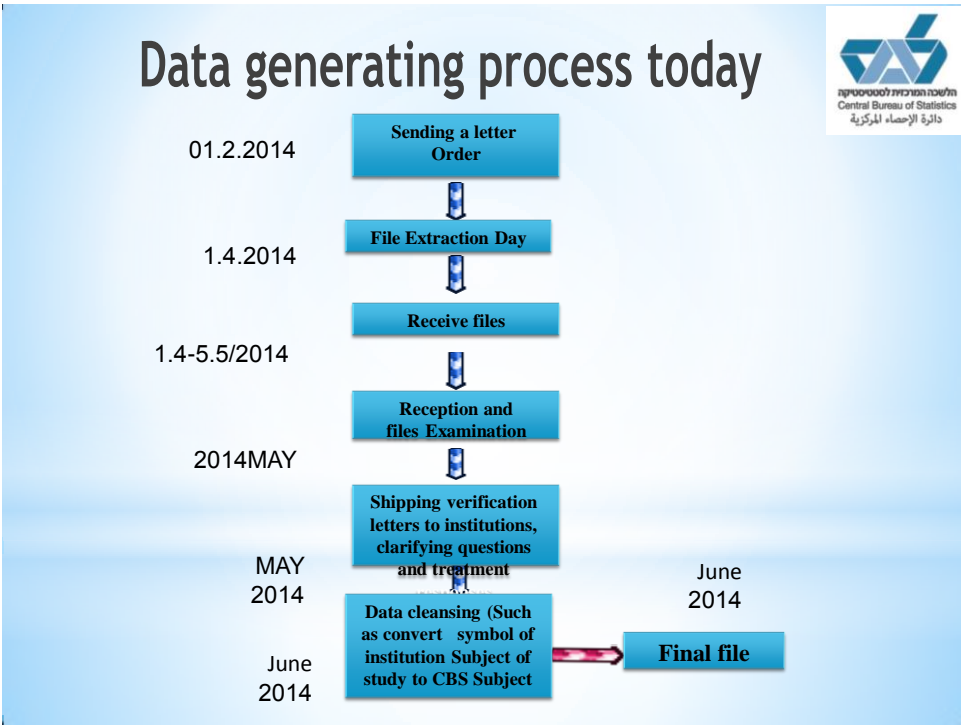 Data generating process today
הלשכה המרכזית לסטטיסטיקה
Central Bureau of Statistics
دائرة الإحصاء المركزية
01.2.2014
Sending a letter
Order
1.4.2014
File Extraction Day
Receive files
1.4-5.5/2014
Reception and
files Examination
2014MAY
Shipping verification
letters to institutions,
clarifying questions
and treatment
MAY
2014
Data cleansing (Such
as convert symbol of
institution Subject of
study to CBS Subject
June
2014
June
2014
Final file